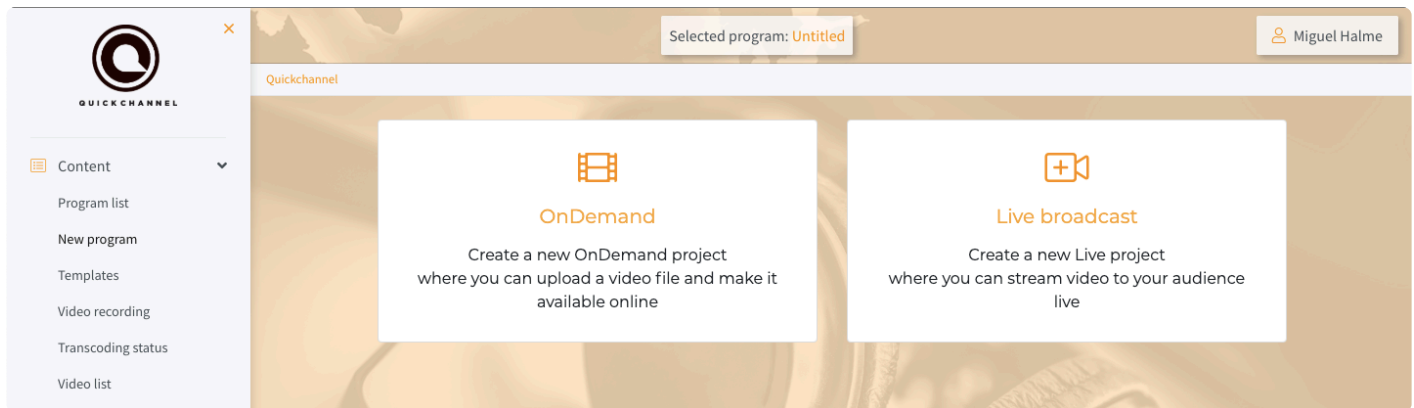 QUICKCHANNEL
Selected program: Untitled
Miguel Halme
Quickchannel
Content
Program list
New program
Templates
Video recording
Transcoding status
Video list
OnDemand
Create a new OnDemand project
where you can upload a video file and make it
available online
Live broadcast
Create a new Live project
where you can stream video to your audience
live